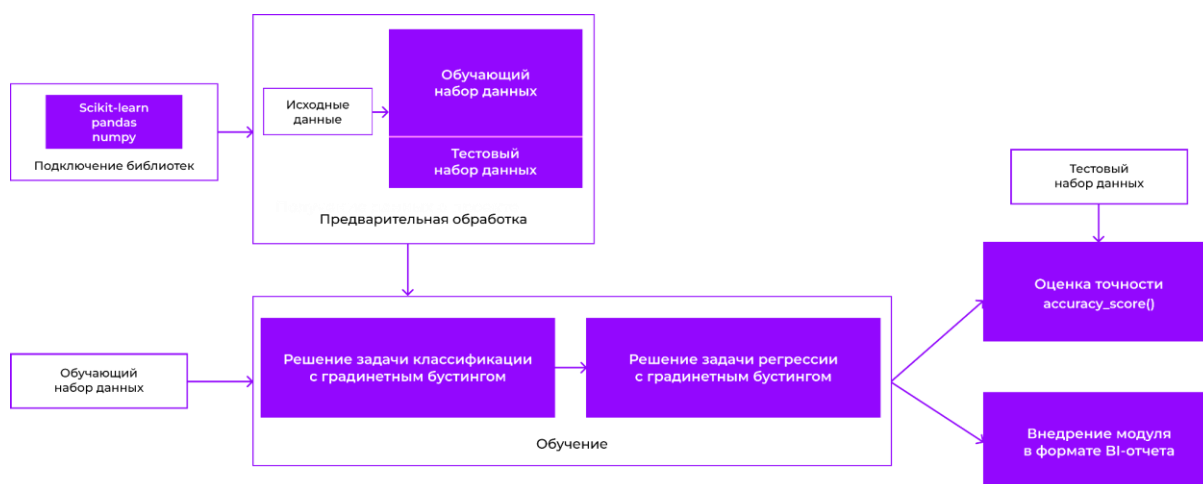 Scikit-learn
pandas
numpy
Подключение библиотек
Исходные
данные
Обучающий
набор данных
Тестовый
набор данных
Предварительная обработка
Тестовый
набор данных
Оценка точности
accuracy_score()
Обучающий
набор данных
Решение задачи классификации
с градинетным бустингом
Решение задачи регрессии
с градинетным бустингом
Обучение
Внедрение модуля
в формате BI-отчета